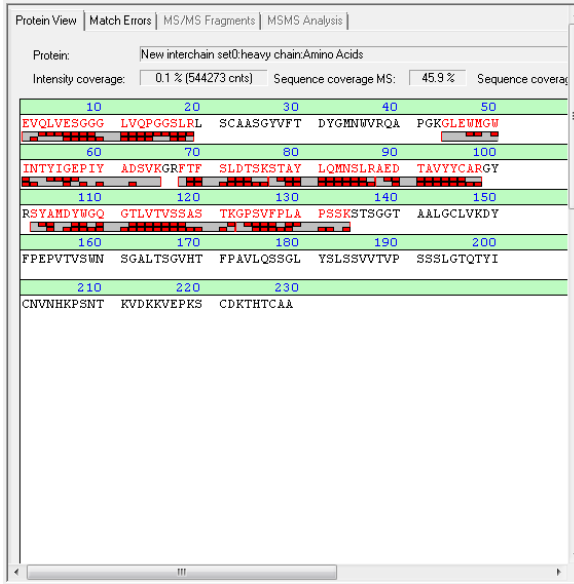 Protein View Match Errors MS/MS Fragments MSMS Analysis
Protein: New interchain set0:heavy chain:Amino Acids
Intensity coverage: 0.1 % (544273 cnts) Sequence coverage MS: 45.9 % Sequence coverag
10 20 30 40 50
EVQLVESGGG LVQPGGSLRL SCAASGYVFT DYGMNWVRQA PGKGLEWMGW
60 70 80 90 100
INTYIGEPIY ADSVKGRFTF SLDTSKSTAY LQMNSLRAED TAVYYCARGY
110 120 130 140 150
RSYAMDYWGQ GTLVTVSSAS TKGPSVFPLA PSSKSTSGGT AALGCLVKDY
160 170 180 190 200
FPEPVTVSWN SGALTSGVHT FPAVLQSSGL YSLSSVVTVP SSSLGTQTYI
210 220 230
CNVNHKPSNT KVDKKVEPKS CDKTHTCAA